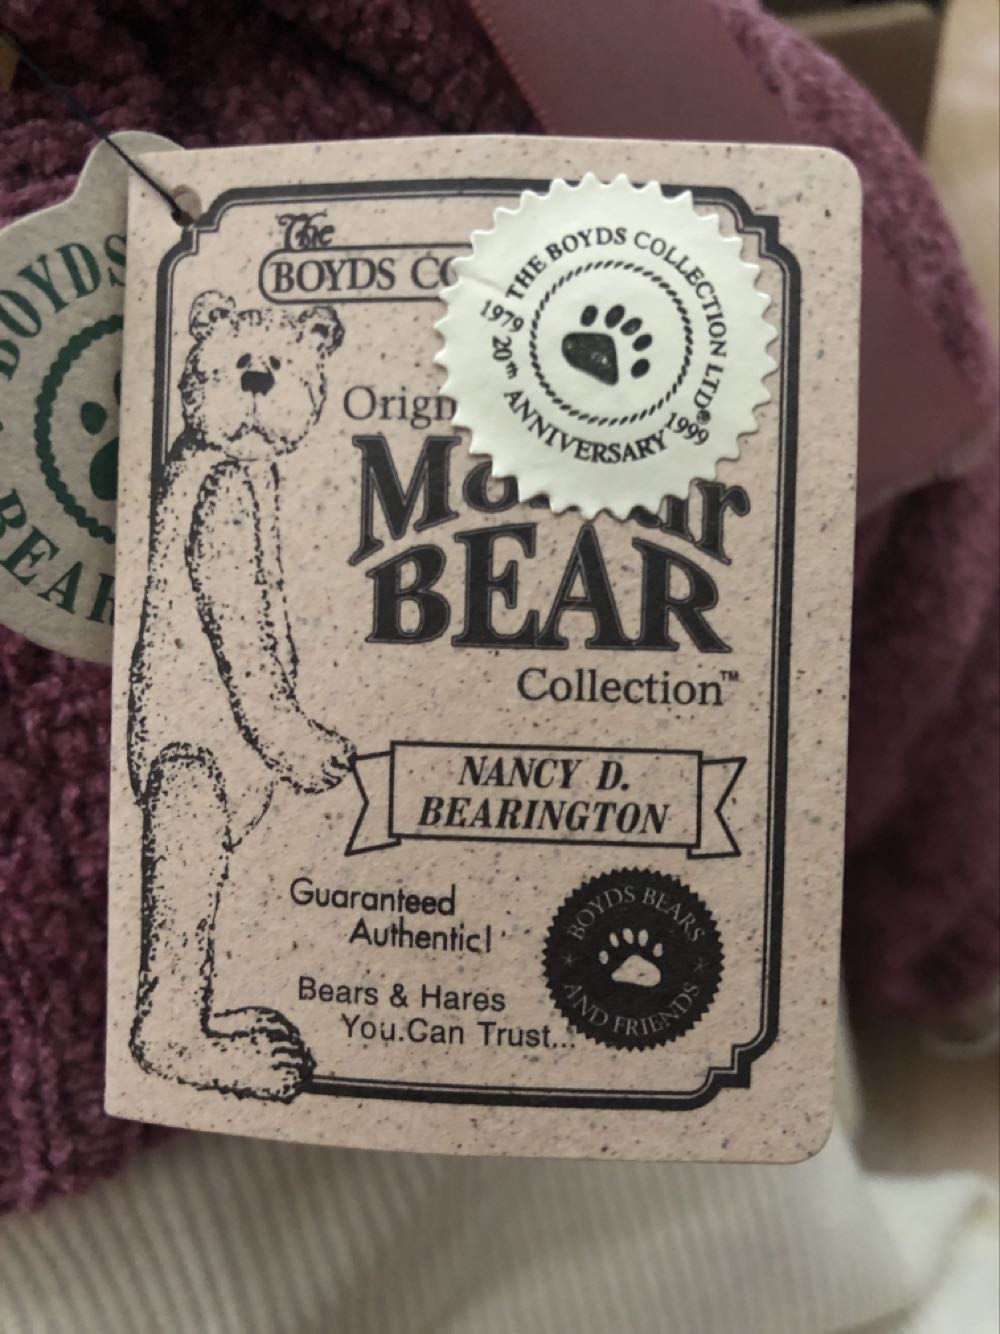 BOYDS
BEAR
The
BOYDS CO
THE BOYDS COLLECTION LTD®
1979 20TH ANNIVERSARY 1999
Orign
BEAR
Collection™
NANCY D.
BEARINGTON
Guaranteed
Authentic!
Bears & Hares
You.Can Trust...
BOYDS BEARS
AND FRIENDS